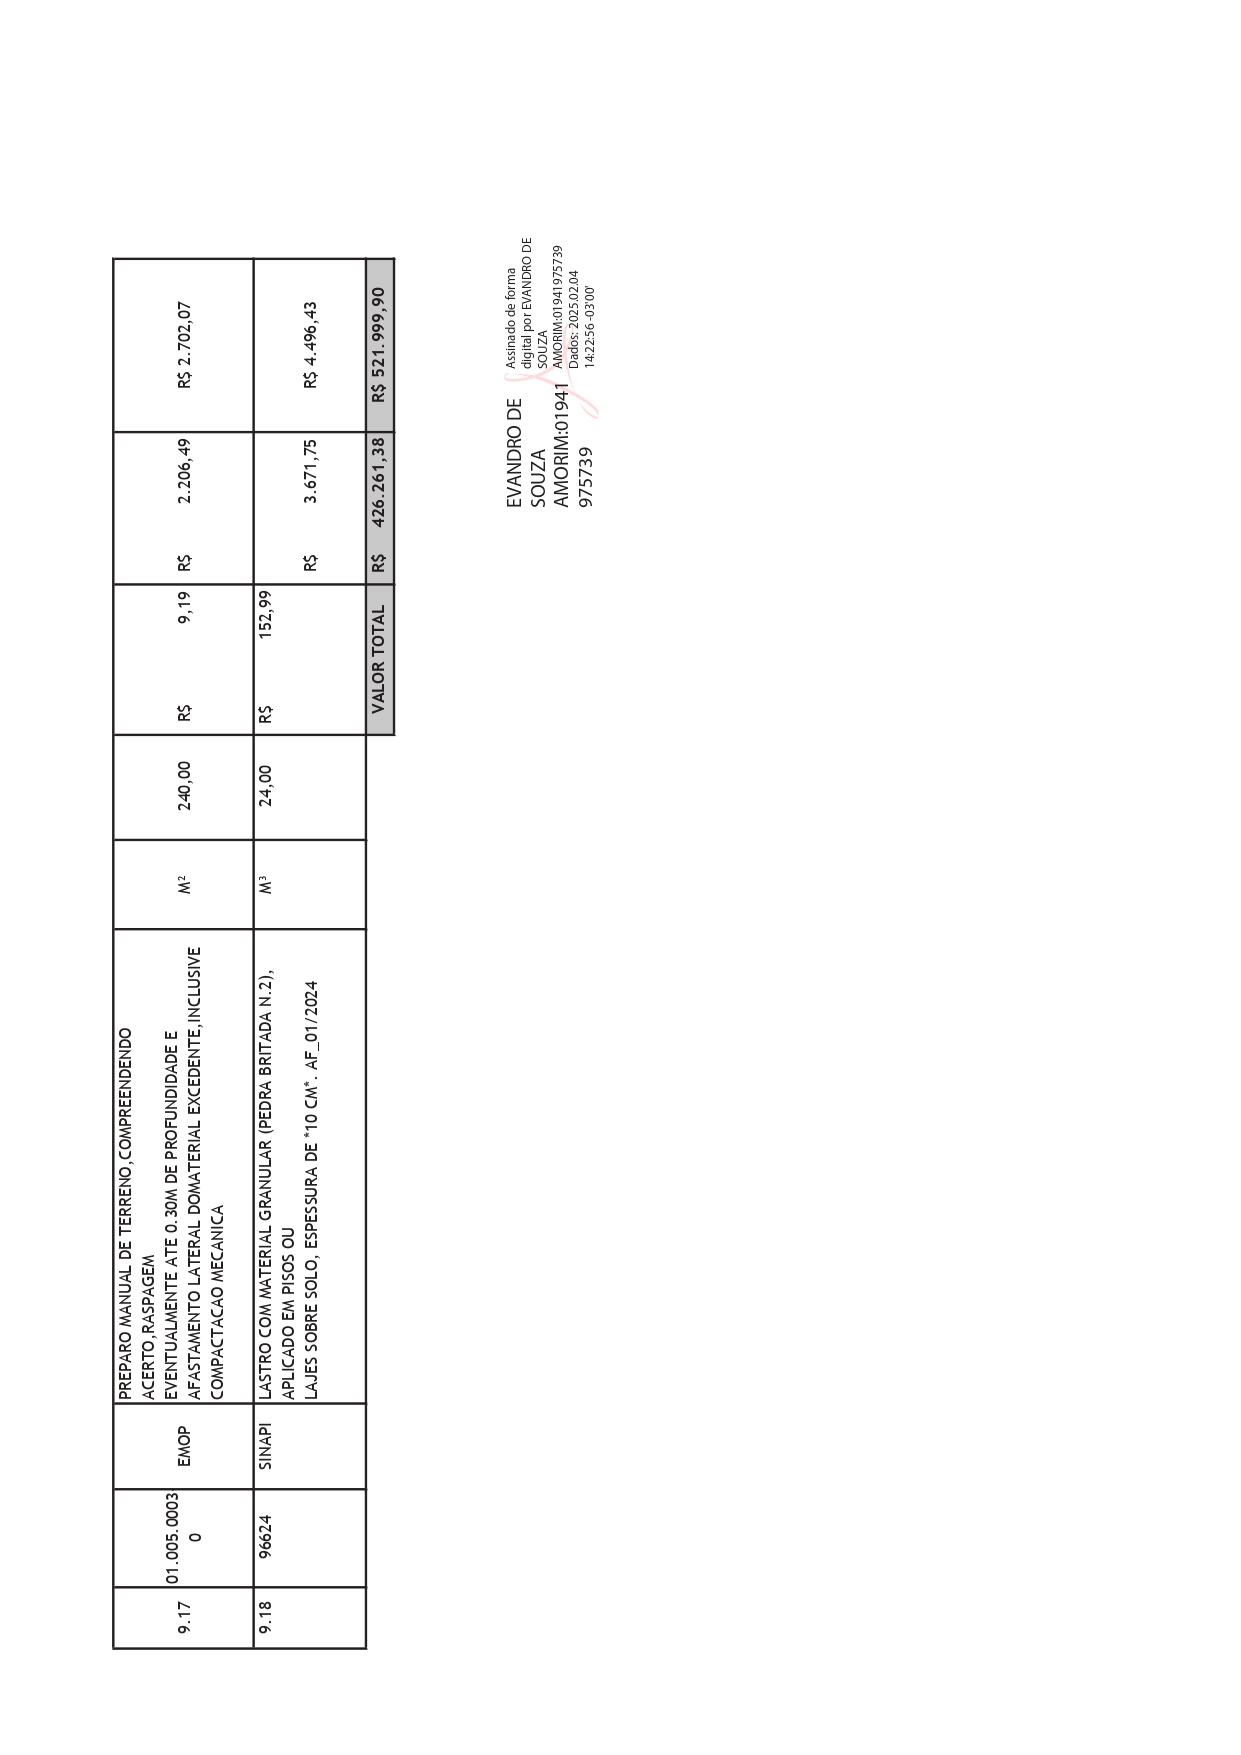 PREPARO MANUAL DE TERRENO,COMPREENDENDO
ACERTO,RASPAGEM
9.17 01.005.0003- EMOP EVENTUALMENTE ATE 0.30M DE PROFUNDIDADE E M² 240,00 R$ 9,19 R$ 2.206,49 R$ 2.702,07
0 AFASTAMENTO LATERAL DOMATERIAL EXCEDENTE,INCLUSIVE
COMPACTACAO MECANICA
9.18 96624 SINAPI LASTRO COM MATERIAL GRANULAR (PEDRA BRITADA N.2), M³ 24,00 R$ 152,99
APLICADO EM PISOS OU
LAJES SOBRE SOLO, ESPESSURA DE *10 CM*. AF_01/2024 R$ 3.671,75 R$ 4.496,43
VALOR TOTAL R$ 426.261,38 R$ 521.999,90
EVANDRO DE
SOUZA
AMORIM:01941
975739
Assinado de forma
digital por EVANDRO DE
SOUZA
AMORIM:01941975739
Dados: 2025.02.04
14:22:56 -03'00'